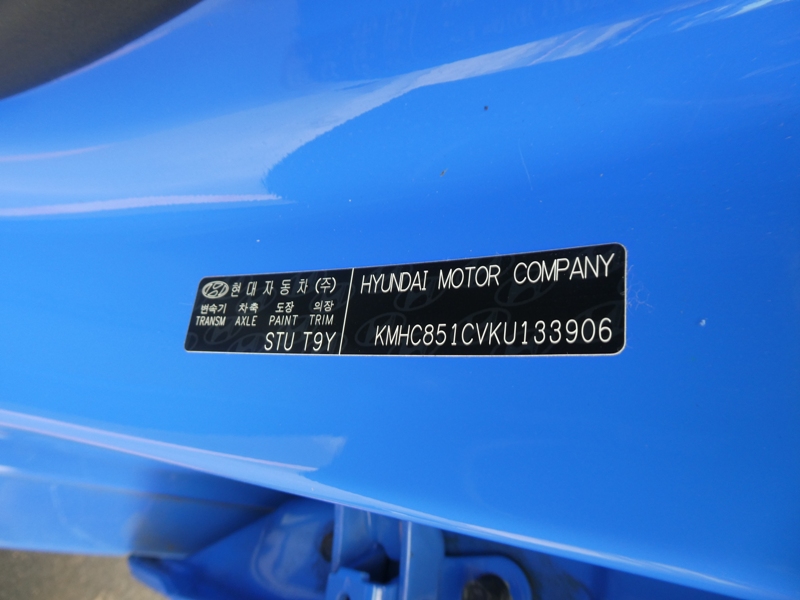 현대자동차(주)
변속기 차축 도장 의장
TRANSM AXLE PAINT TRIM
STU T9Y
HYUNDAI MOTOR COMPANY
KMHC851CVKU133906